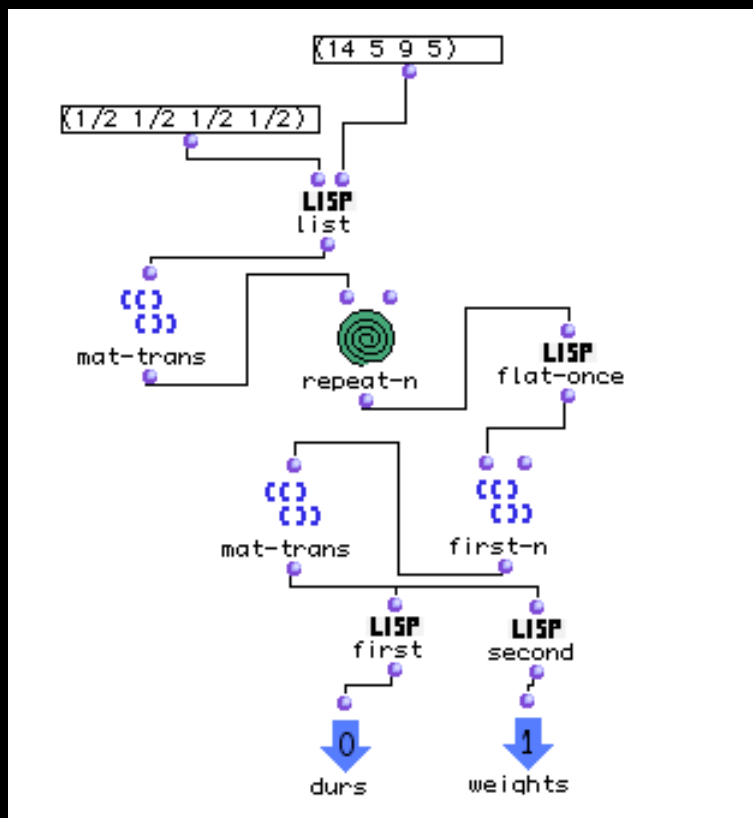 (14 5 9 5)
(1/2 1/2 1/2 1/2)
LISP
list
(()
())
mat-trans
repeat-n
LISP
flat-once
(()
())
mat-trans
(()
())
first-n
LISP
first
LISP
second
0
durs
1
weights